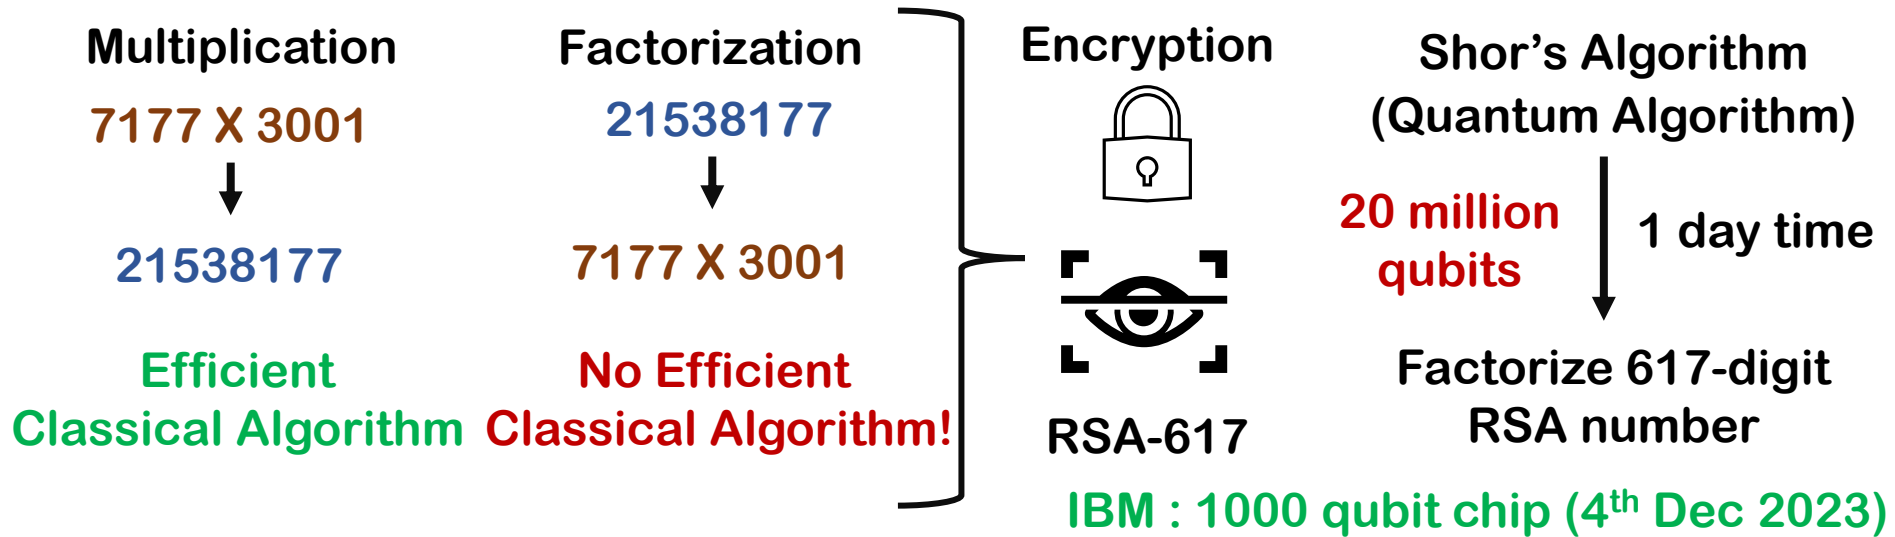 Multiplication
7177 X 3001
21538177
Efficient
Classical Algorithm
Factorization
21538177
7177 X 3001
No Efficient
Classical Algorithm!
Encryption
RSA-617
Shor's Algorithm
(Quantum Algorithm)
20 million
qubits
1 day time
Factorize 617-digit
RSA number
IBM : 1000 qubit chip (4th Dec 2023)